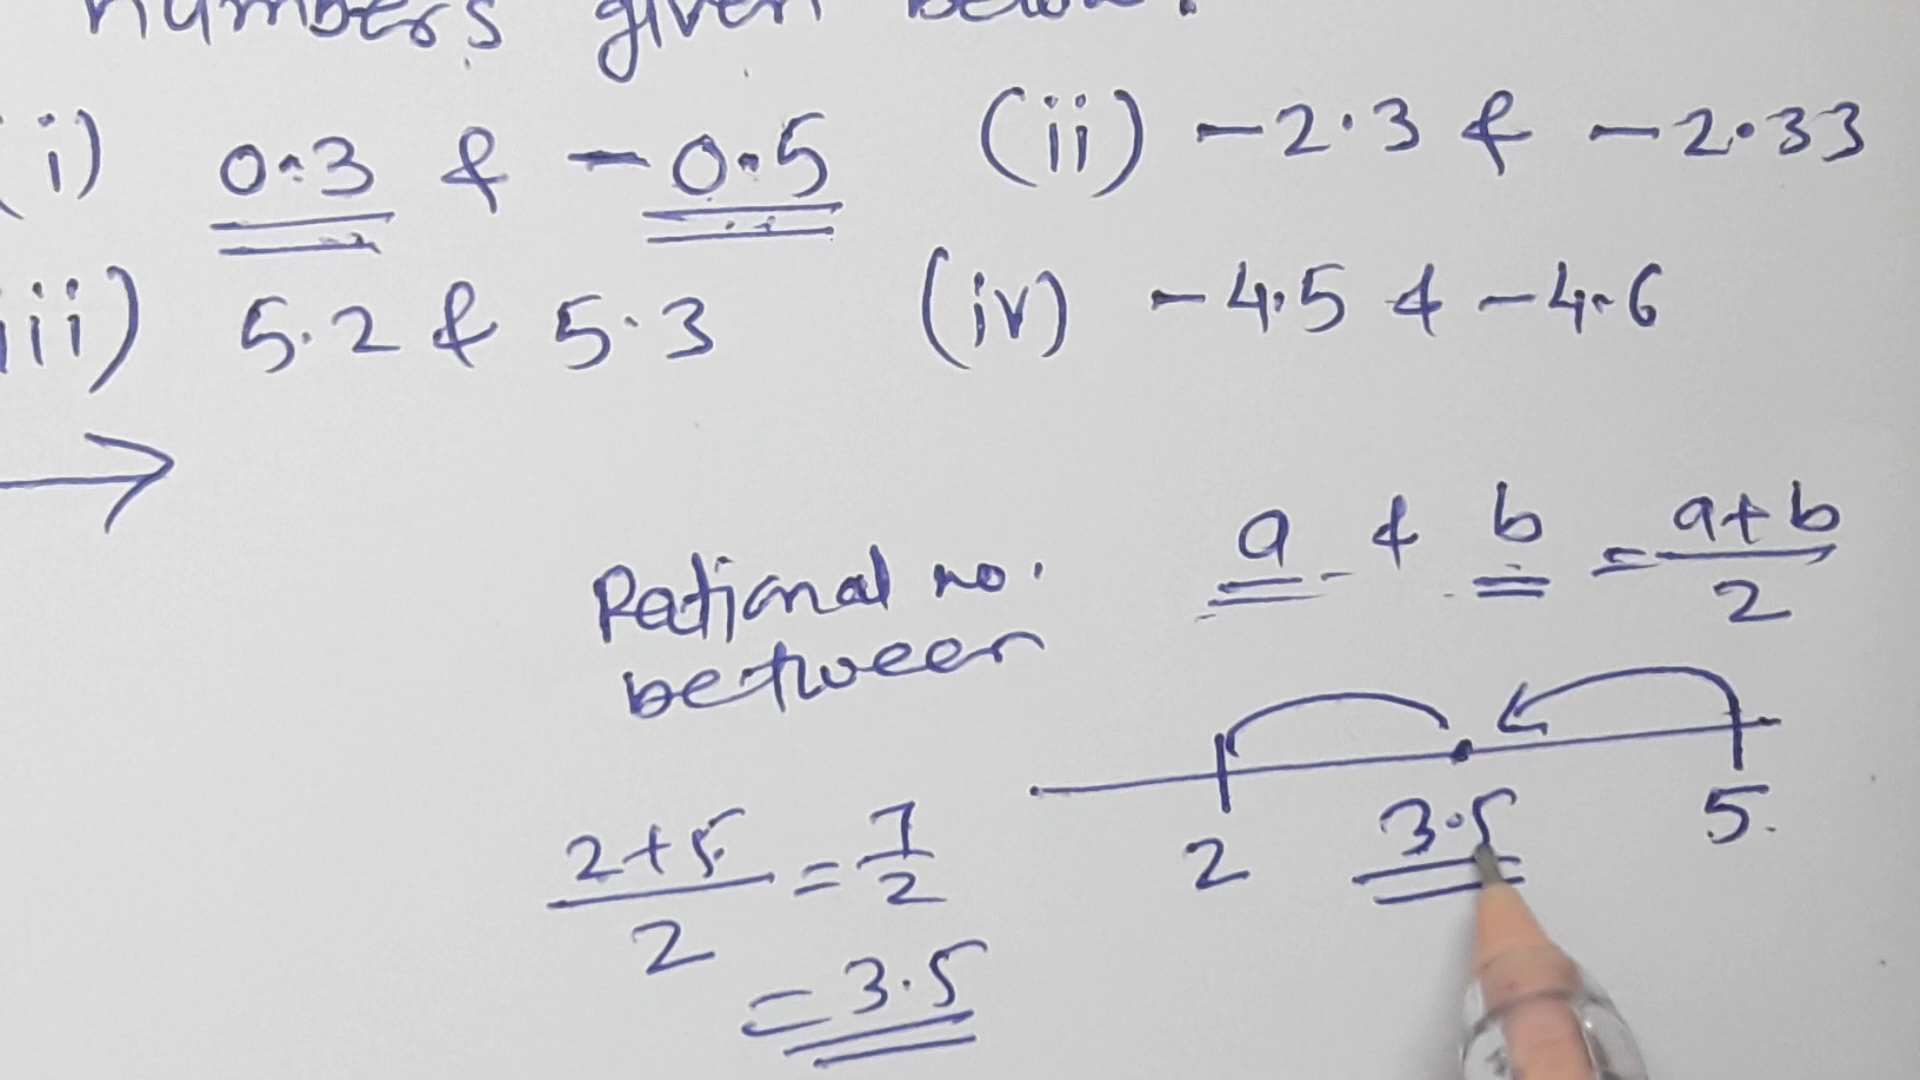 numbers given below.
(i) 0.3 & -0.5 (ii) -2.3 & -2.33
(iii) 5.2 & 5.3 (iv) -4.5 & -4.6
Rational no. between a & b = a+b/2
2+5/2 = 7/2
= 3.5
2 3.5 5